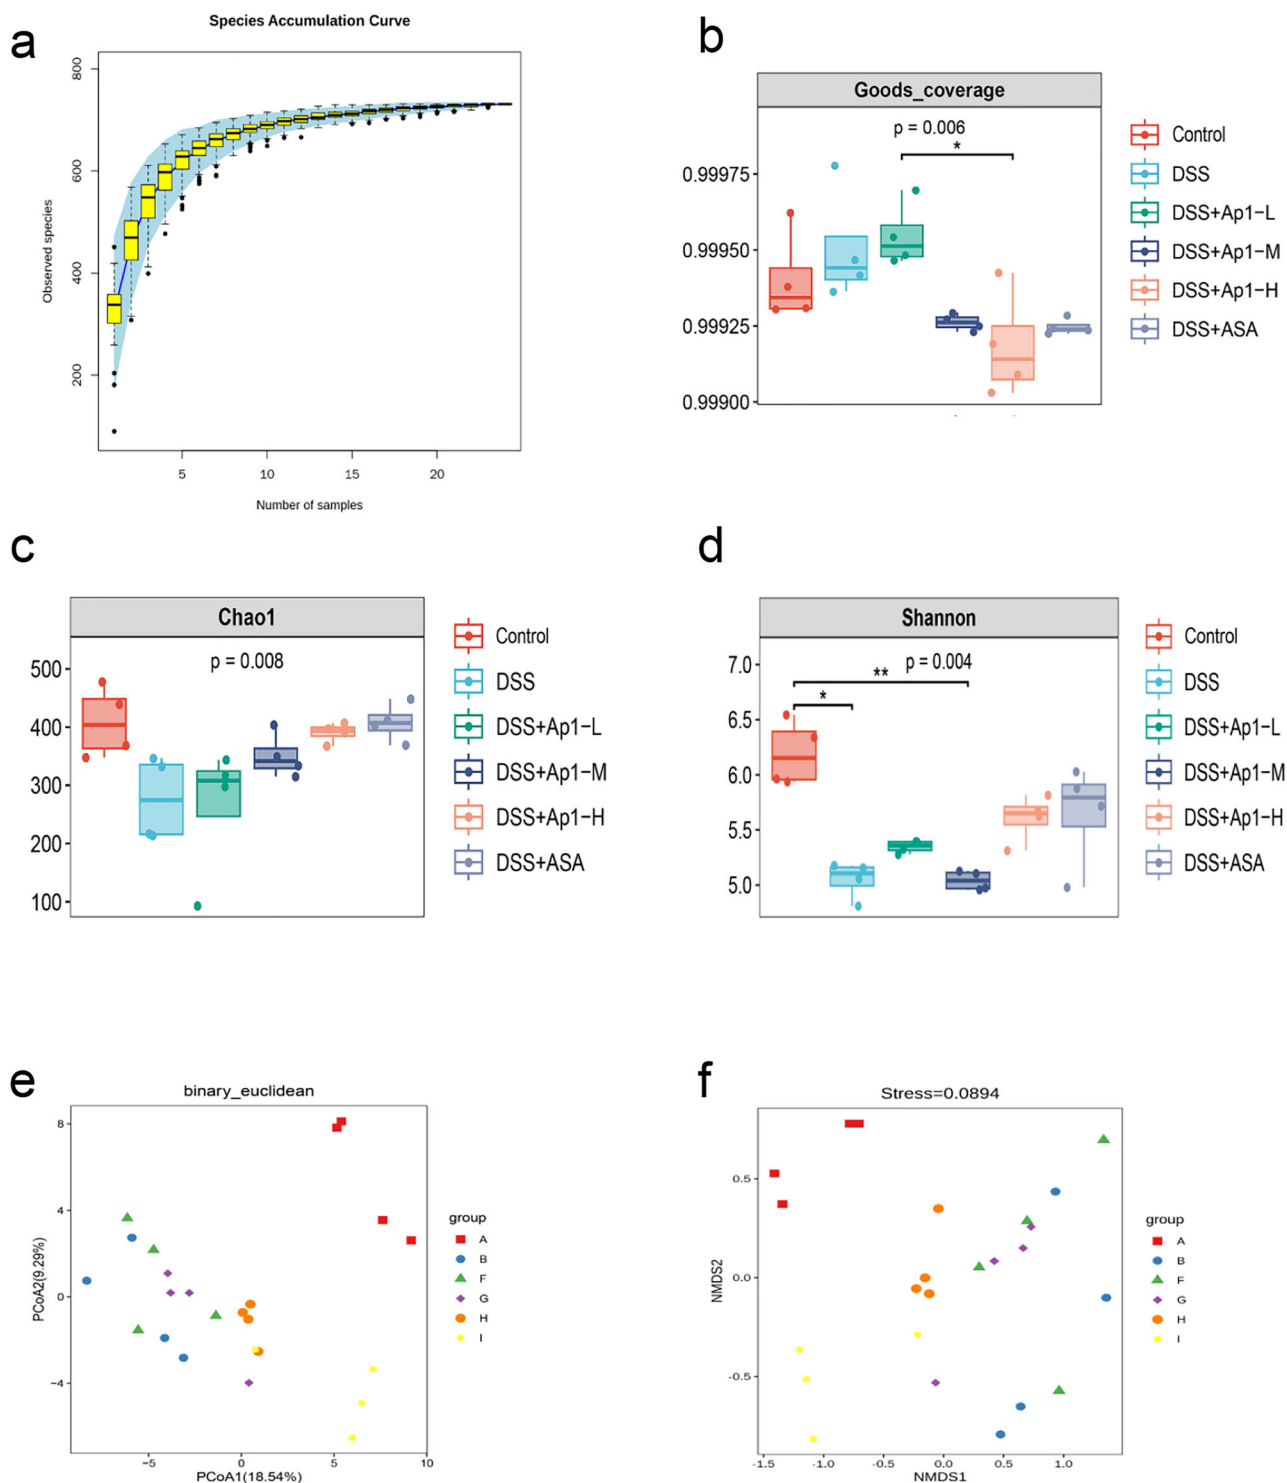 a
Species Accumulation Curve
Observed species
800
600
400
200
5
10
15
20
Number of samples
b
Goods_coverage
p = 0.006
*
0.99975
0.99950
0.99925
0.99900
Control
DSS
DSS+Ap1-L
DSS+Ap1-M
DSS+Ap1-H
DSS+ASA
c
Chao1
p = 0.008
500
400
300
200
100
Control
DSS
DSS+Ap1-L
DSS+Ap1-M
DSS+Ap1-H
DSS+ASA
d
Shannon
p = 0.004
**
*
7.0
6.5
6.0
5.5
5.0
Control
DSS
DSS+Ap1-L
DSS+Ap1-M
DSS+Ap1-H
DSS+ASA
e
binary_euclidean
PCoA2(9.29%)
8
4
0
-4
-5
0
5
10
PCoA1(18.54%)
group
A
B
F
G
H
I
f
Stress=0.0894
NMDS2
0.5
0.0
-0.5
-1.5
-1.0
-0.5
0.0
0.5
1.0
NMDS1
group
A
B
F
G
H
I